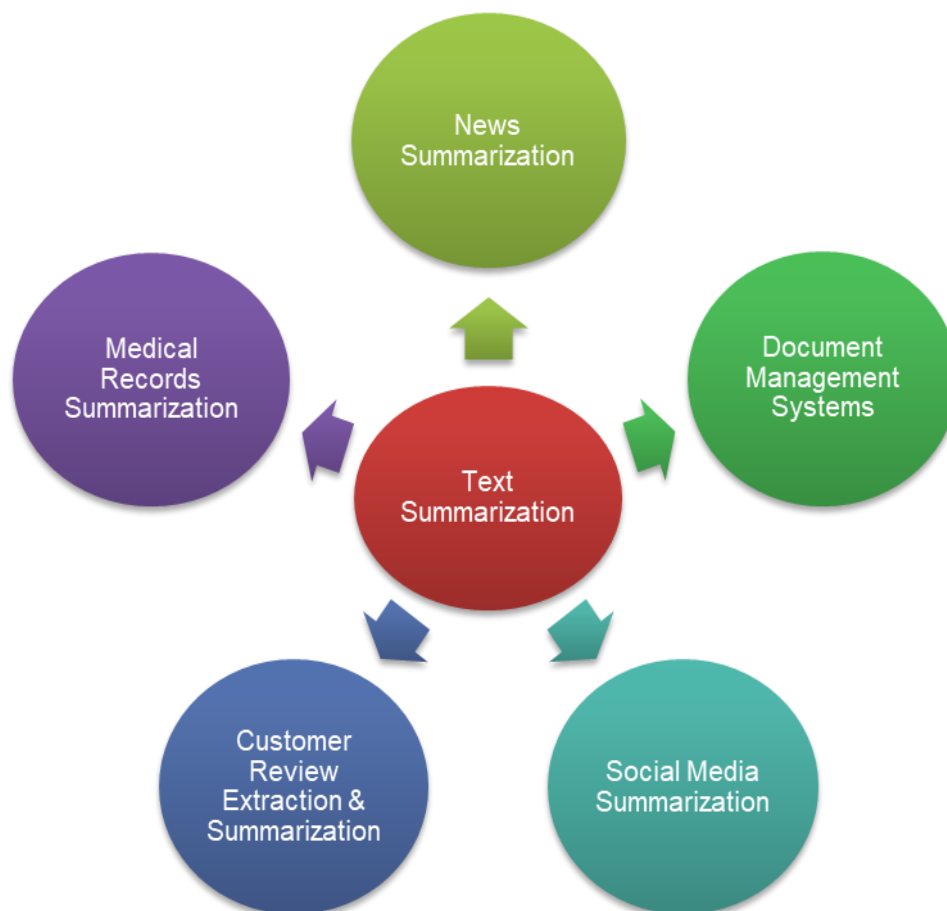 News
Summarization
Medical
Records
Summarization
Document
Management
Systems
Text
Summarization
Customer
Review
Extraction &
Summarization
Social Media
Summarization